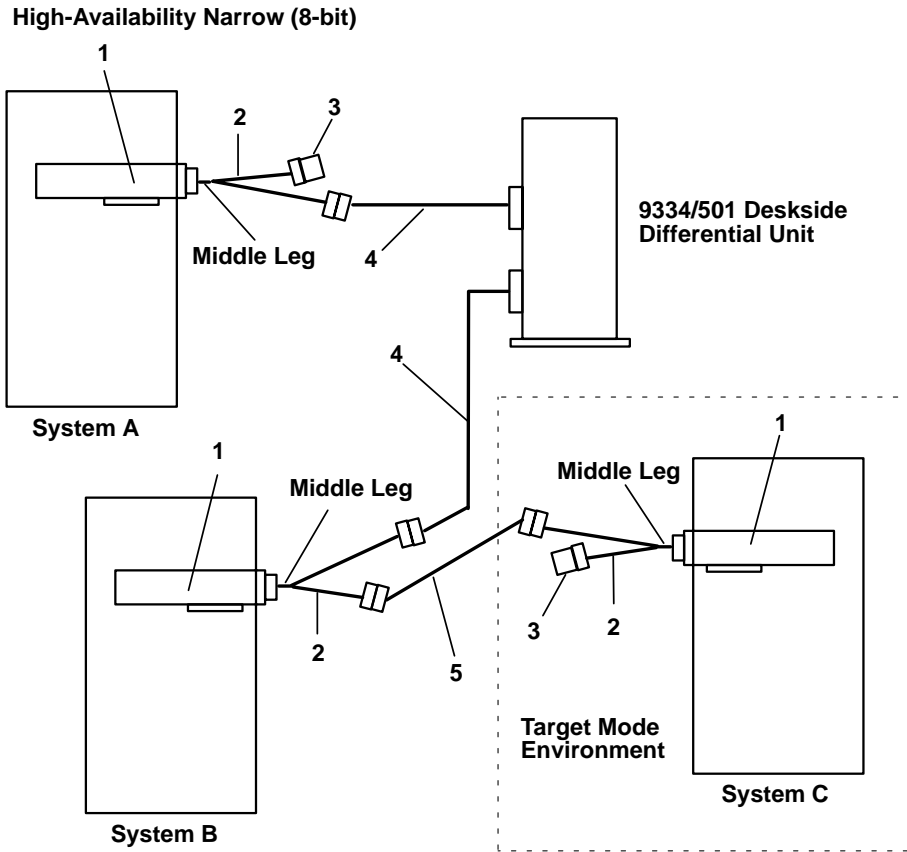 High-Availability Narrow (8-bit)
1
2
3
Middle Leg
4
9334/501 Deskside
Differential Unit
System A
4
1
Middle Leg
2
5
System B
1
Middle Leg
3
2
Target Mode
Environment
System C